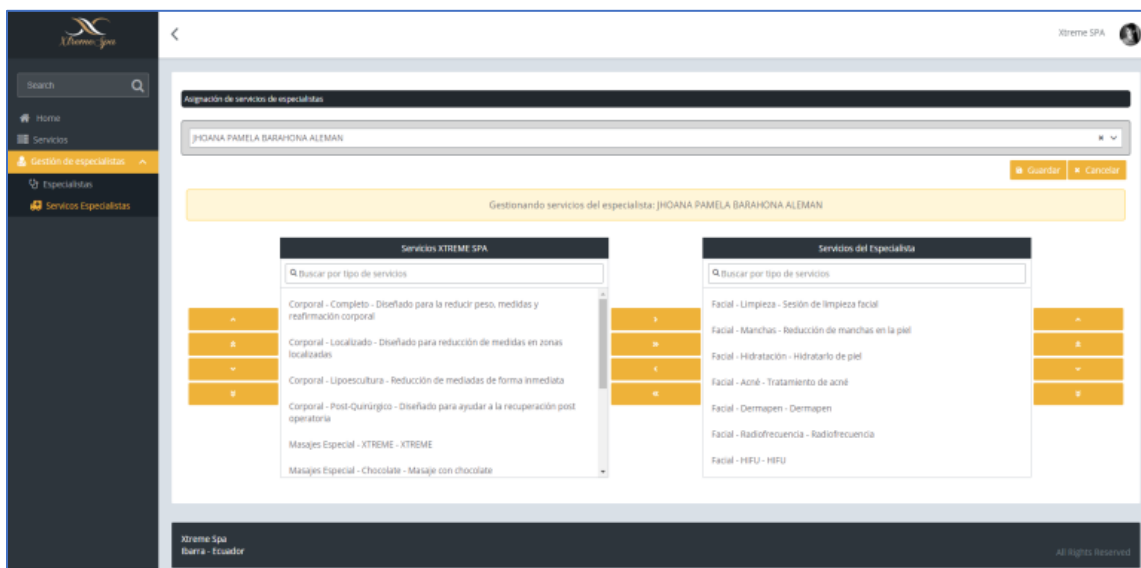 Xtreme Spa
Xtreme SPA
Search
Home
Servicios
Gestión de especialistas
Especialistas
Servicos Especialistas
Asignación de servicios de especialistas
JHOANA PAMELA BARAHONA ALEMAN
Guardar
Cancelar
Gestionando servicios del especialista: JHOANA PAMELA BARAHONA ALEMAN
Servicios XTREME SPA
Buscar por tipo de servicios
Corporal - Completo - Diseñado para la reducir peso, medidas y
reafirmación corporal
Corporal - Localizado - Diseñado para reducción de medidas en zonas
localizadas
Corporal - Lipoescultura - Reducción de mediadas de forma inmediata
Corporal - Post-Quirúrgico - Diseñado para ayudar a la recuperación post
operatoria
Masajes Especial - XTREME - XTREME
Masajes Especial - Chocolate - Masaje con chocolate
Servicios del Especialista
Buscar por tipo de servicios
Facial - Limpieza - Sesión de limpieza facial
Facial - Manchas - Reducción de manchas en la piel
Facial - Hidratación - Hidratarlo de piel
Facial - Acné - Tratamiento de acné
Facial - Dermapen - Dermapen
Facial - Radiofrecuencia - Radiofrecuencia
Facial - HIFU - HIFU
Xtreme Spa
Ibarra - Ecuador
All Rights Reserved